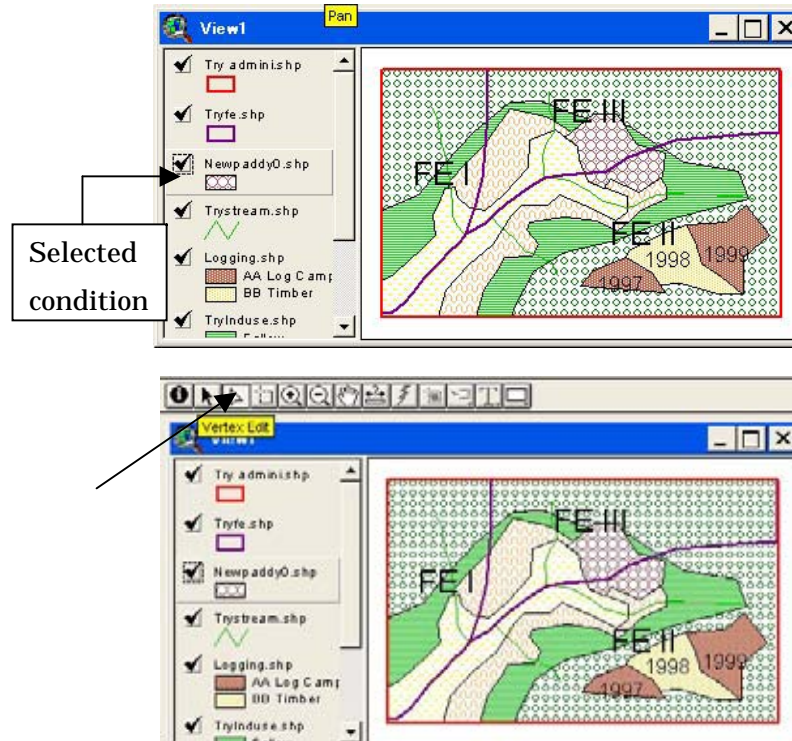 Pan
View1
Try admini.shp
Tryfe.shp
Newpaddy0.shp
Trystream.shp
Logging.shp
AA Log Camp
BB Timber
Trylnduse.shp
Selected
condition
FE III
FE I
FE II
1998
1999
1997
Vertex Edit
Try admini.shp
Tryfe.shp
Newpaddy0.shp
Trystream.shp
Logging.shp
AA Log Camp
BB Timber
Trylnduse.shp
FE III
FE I
FE II
1998
1999
1997